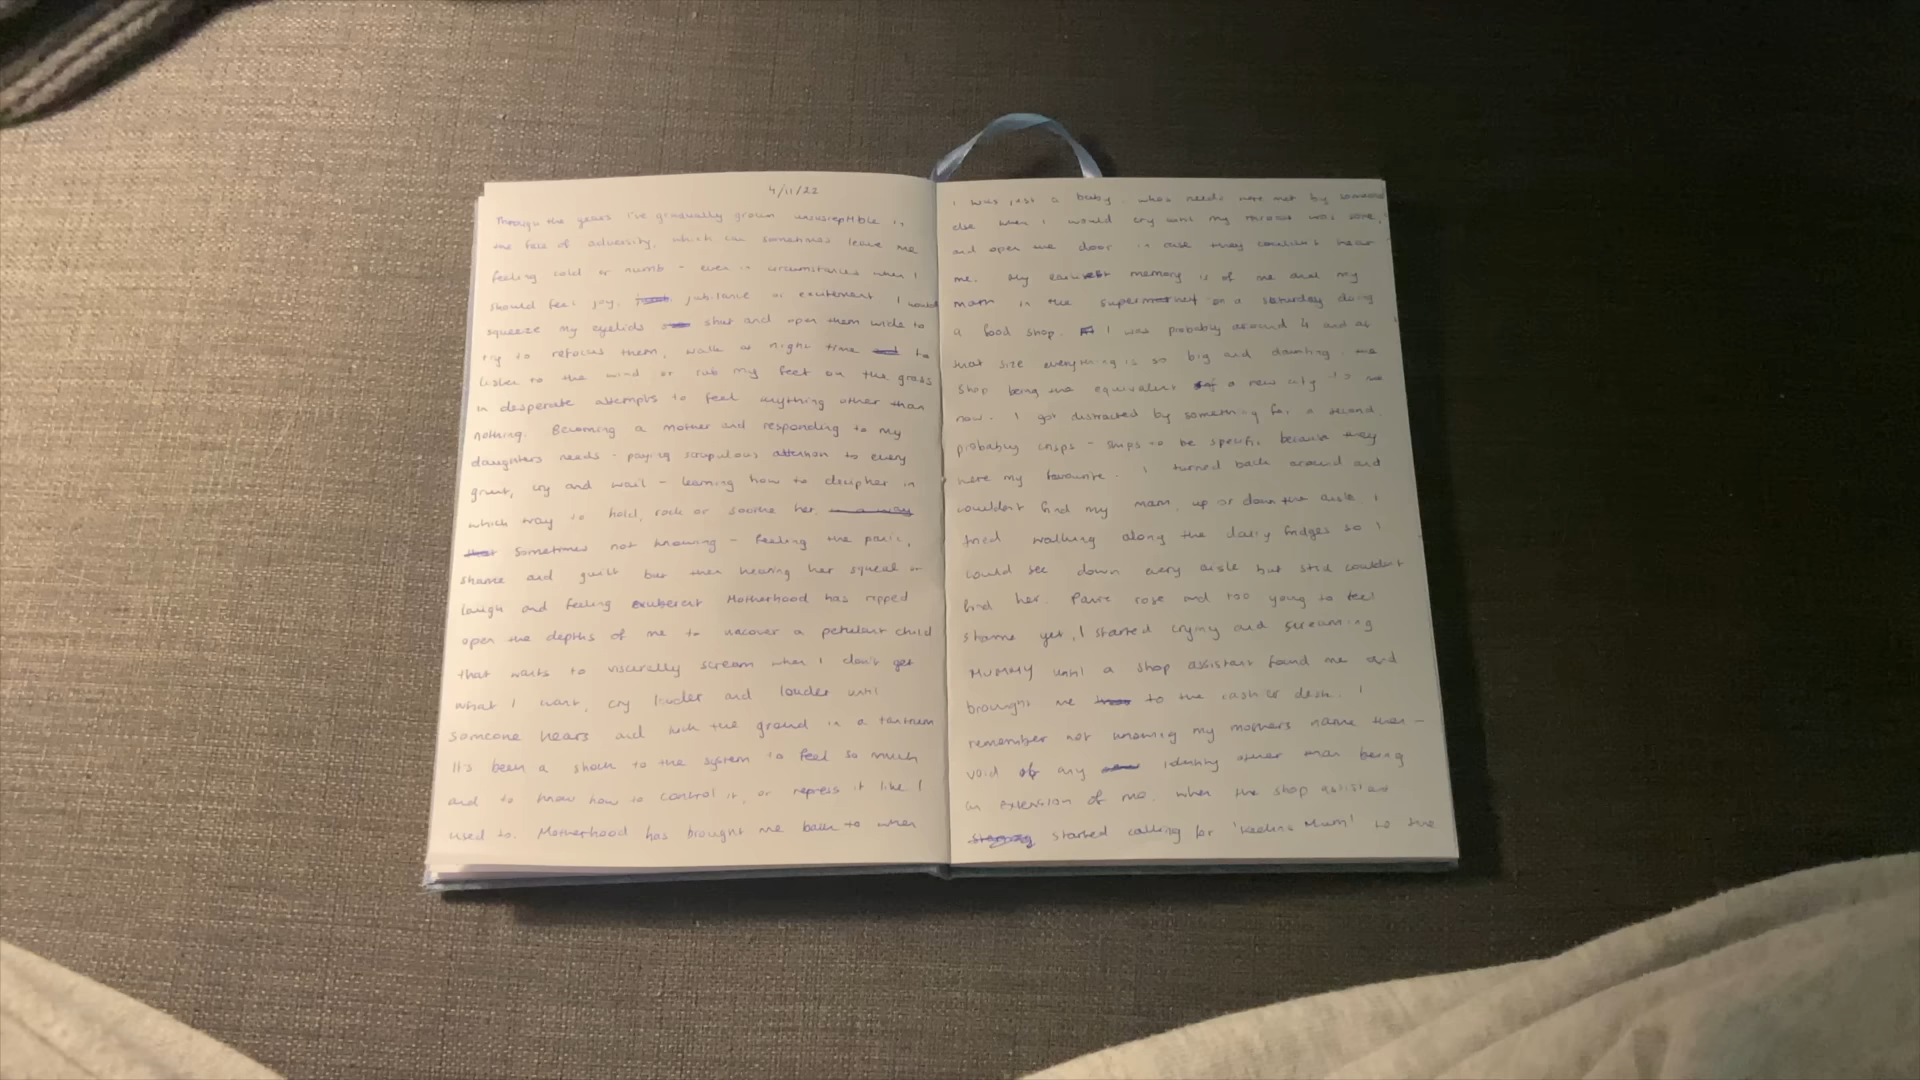 4/11/22
Through the years I've gradually grown unsusceptible in
the face of adversity, which can sometimes leave me
feeling cold or numb - even in circumstances when I
should feel joy, jubilance or excitement I would
squeeze my eyelids shut and open them wide to
try to refocus them, walk at night time to
listen to the wind or rub my feet on the grass
in desperate attempts to feel anything other than
nothing. Becoming a mother and responding to my
daughters needs - paying scrupulous attention to every
grunt, cry and wail - learning how to decipher in
which way to hold, rock or soothe her.
sometimes not knowing - feeling the panic,
shame and guilt but then hearing her squeal or
laugh and feeling exuberent Motherhood has ripped
open the depths of me to uncover a petulant child
that wants to viscerally scream when I don't get
what I want, cry louder and louder until
someone hears and kick the ground in a tantrum
It's been a shock to the system to feel so much
and to know how to control it, or repress it like I
used to. Motherhood has brought me back to when
I was just a baby, whos needs were met by someone
else when I would cry until my throat was sore,
and open the door in case they couldn't hear
me. My earliest memory is of me and my
mam in the supermarket on a saturday doing
a food shop. I was probably around 4 and at
that size everything is so big and daunting, the
shop being the equivalent of a new city to me
now. I got distracted by something for a second,
probably crisps - skips to be specific because they
were my favourite. I turned back around and
couldn't find my mam, up or down the aisle, I
tried walking along the dairy fridges so I
could see down every aisle but still couldn't
find her. Panic rose and too young to feel
shame yet, I started crying and screaming
MUMMY until a shop assistant found me and
brought me to the cashier desk. I
remember not knowing my mothers name then -
void of any identity other than being
an extension of me. When the shop assistant
started calling for Mum' to the